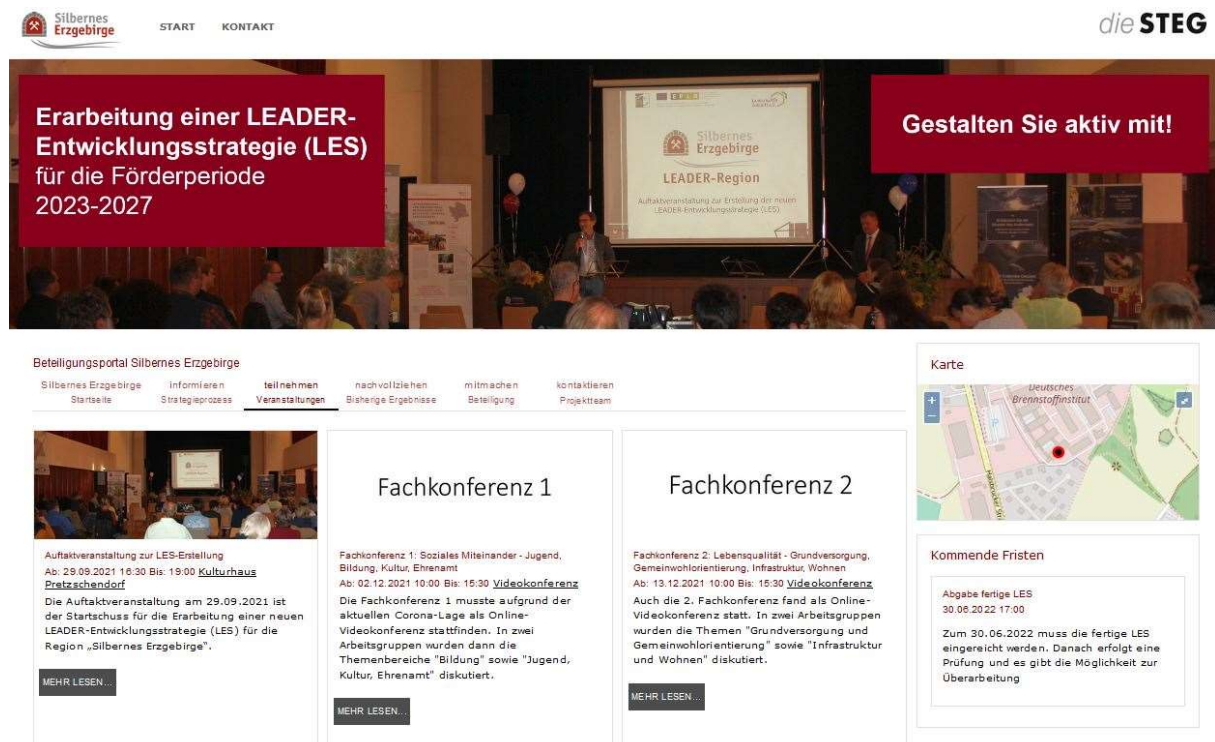 Silbernes
Erzgebirge
START KONTAKT
die STEG
Erarbeitung einer LEADER-
Entwicklungsstrategie (LES)
für die Förderperiode
2023-2027
Silbernes
Erzgebirge
LEADER-Region
Auftaktveranstaltung zur Erstellung der neuen
LEADER-Entwicklungsstrategie (LES)
Gestalten Sie aktiv mit!
Beteiligungsportal Silbernes Erzgebirge
Silbernes Erzgebirge informieren teilnehmen nachvollziehen mitmachen kontaktieren
Startseite Strategieprozess Veranstaltungen Bisherige Ergebnisse Beteiligung Projektteam
Auftaktveranstaltung zur LES-Erstellung
Ab: 29.09.2021 16:30 Bis: 19:00 Kulturhaus
Pretzschendorf
Die Auftaktveranstaltung am 29.09.2021 ist
der Startschuss für die Erarbeitung einer neuen
LEADER-Entwicklungsstrategie (LES) für die
Region „Silbernes Erzgebirge“.
MEHR LESEN...
Fachkonferenz 1
Fachkonferenz 1: Soziales Miteinander - Jugend,
Bildung, Kultur, Ehrenamt
Ab: 02.12.2021 10:00 Bis: 15:30 Videokonferenz
Die Fachkonferenz 1 musste aufgrund der
aktuellen Corona-Lage als Online-
Videokonferenz stattfinden. In zwei
Arbeitsgruppen wurden dann die
Themenbereiche "Bildung" sowie "Jugend,
Kultur, Ehrenamt" diskutiert.
MEHR LESEN...
Fachkonferenz 2
Fachkonferenz 2: Lebensqualität - Grundversorgung,
Gemeinwohlorientierung, Infrastruktur, Wohnen
Ab: 13.12.2021 10:00 Bis: 15:30 Videokonferenz
Auch die 2. Fachkonferenz fand als Online-
Videokonferenz statt. In zwei Arbeitsgruppen
wurden die Themen "Grundversorgung und
Gemeinwohlorientierung" sowie "Infrastruktur
und Wohnen" diskutiert.
MEHR LESEN...
Karte
+
−
Deutsches
Brennstoffinstitut
P
Kommende Fristen
Abgabe fertige LES
30.06.2022 17:00
Zum 30.06.2022 muss die fertige LES
eingereicht werden. Danach erfolgt eine
Prüfung und es gibt die Möglichkeit zur
Überarbeitung